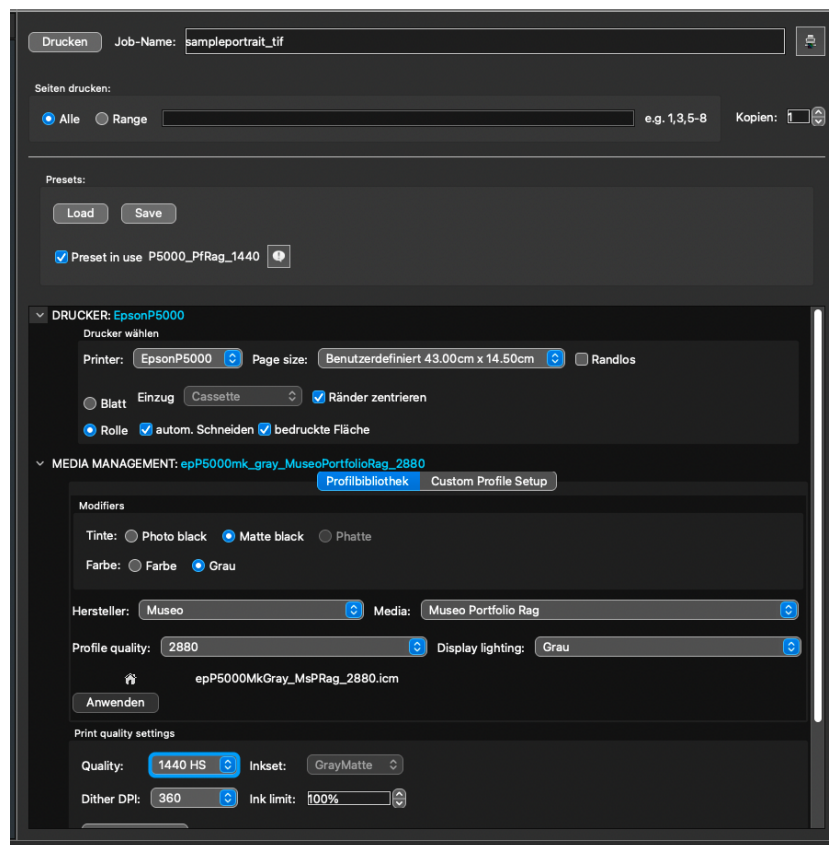 Drucken Job-Name: sampleportrait_tif
Seiten drucken:
Alle Range e.g. 1,3,5-8 Kopien: 1
Presets:
Load Save
Preset in use P5000_PfRag_1440
DRUCKER: EpsonP5000
Drucker wählen
Printer: EpsonP5000 Page size: Benutzerdefiniert 43.00cm x 14.50cm Randlos
Blatt Einzug Cassette Ränder zentrieren
Rolle autom. Schneiden bedruckte Fläche
MEDIA MANAGEMENT: epP5000mk_gray_MuseoPortfolioRag_2880
Profilbibliothek Custom Profile Setup
Modifiers
Tinte: Photo black Matte black Phatte
Farbe: Farbe Grau
Hersteller: Museo Media: Museo Portfolio Rag
Profile quality: 2880 Display lighting: Grau
epP5000MkGray_MsPRag_2880.icm
Anwenden
Print quality settings
Quality: 1440 HS Inkset: GrayMatte
Dither DPI: 360 Ink limit: 100%